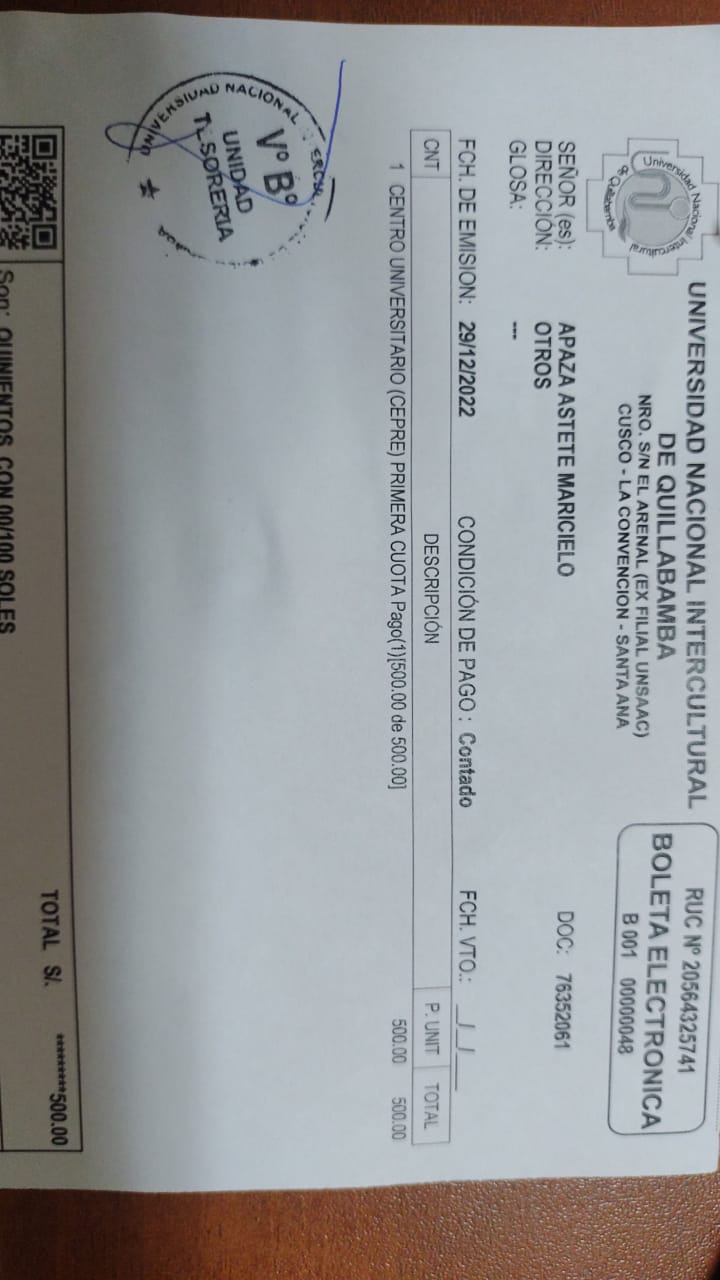 Universidad Nacional Intercultural
de Quillabamba
UNIVERSIDAD NACIONAL INTERCULTURAL
DE QUILLABAMBA
NRO. S/N EL ARENAL (EX FILIAL UNSAAC)
CUSCO - LA CONVENCION - SANTA ANA
RUC Nº 20564325741
BOLETA ELECTRONICA
B 001 00000048
SEÑOR (es): APAZA ASTETE MARICIELO DOC: 76352061
DIRECCIÓN: OTROS
GLOSA: ---
FCH. DE EMISION: 29/12/2022 CONDICIÓN DE PAGO : Contado FCH. VTO.: __/__/____
CNT DESCRIPCIÓN P. UNIT TOTAL
1 CENTRO UNIVERSITARIO (CEPRE) PRIMERA CUOTA Pago(1)[500.00 de 500.00] 500.00 500.00
UNIVERSIDAD NACIONAL
Vº Bº
UNIDAD
TESORERIA
TOTAL S/. ********500.00
Son: QUINIENTOS CON 00/100 SOLES